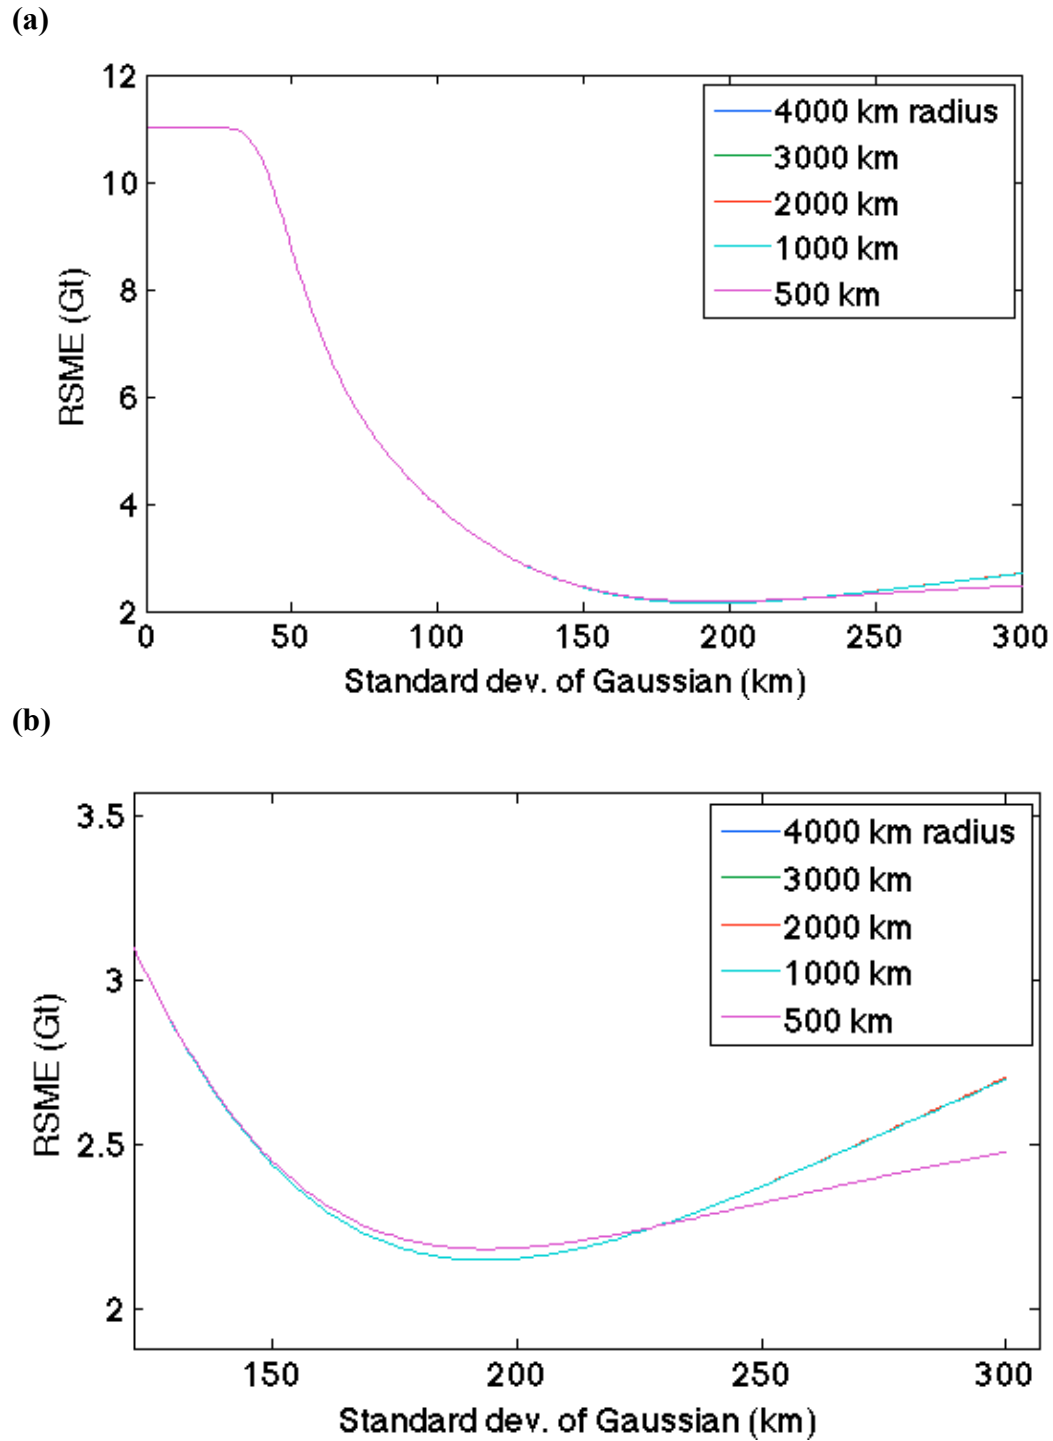 (a)
12
10
8
6
4
2
RSME (Gt)
4000 km radius
3000 km
2000 km
1000 km
500 km
0 50 100 150 200 250 300
Standard dev. of Gaussian (km)
(b)
3.5
3
2.5
2
RSME (Gt)
4000 km radius
3000 km
2000 km
1000 km
500 km
150 200 250 300
Standard dev. of Gaussian (km)